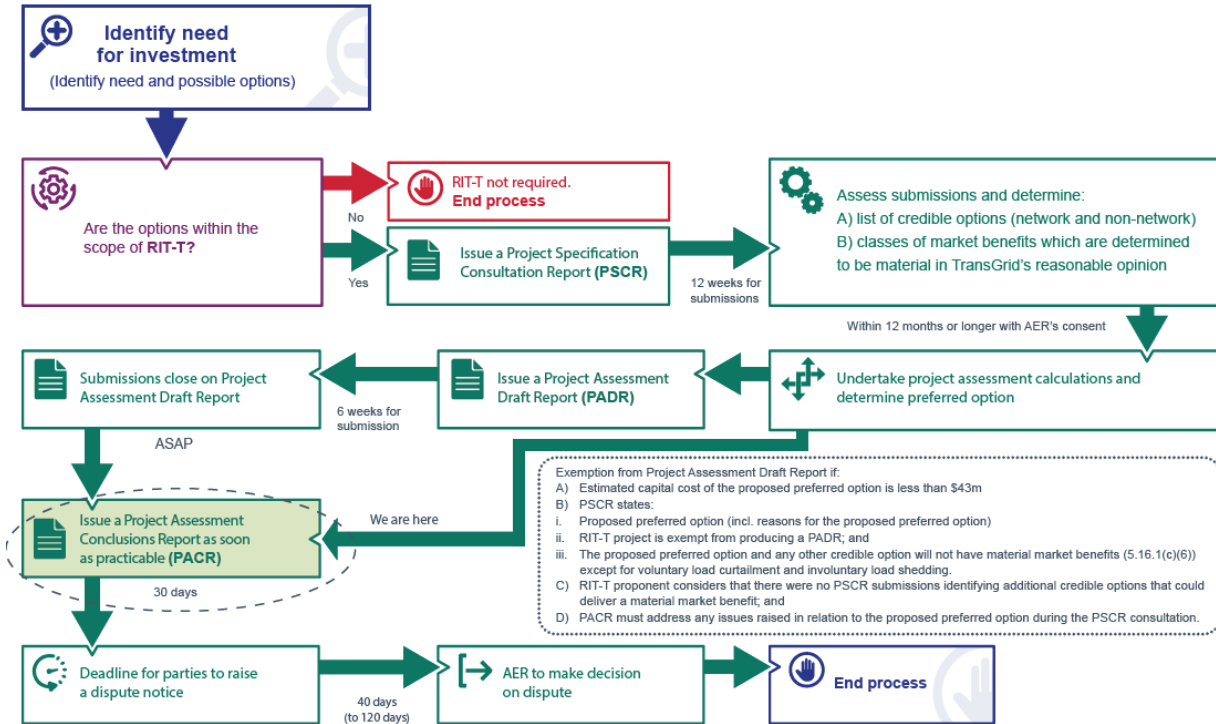 Identify need
for investment
(Identify need and possible options)
Are the options within the
scope of RIT-T?
No
RIT-T not required.
End process
Yes
Issue a Project Specification
Consultation Report (PSCR)
12 weeks for
submissions
Assess submissions and determine:
A) list of credible options (network and non-network)
B) classes of market benefits which are determined
to be material in TransGrid's reasonable opinion
Within 12 months or longer with AER's consent
Undertake project assessment calculations and
determine preferred option
Issue a Project Assessment
Draft Report (PADR)
6 weeks for
submission
Submissions close on Project
Assessment Draft Report
ASAP
Issue a Project Assessment
Conclusions Report as soon
as practicable (PACR)
We are here
Exemption from Project Assessment Draft Report if:
A) Estimated capital cost of the proposed preferred option is less than $43m
B) PSCR states:
i. Proposed preferred option (incl. reasons for the proposed preferred option)
ii. RIT-T project is exempt from producing a PADR; and
iii. The proposed preferred option and any other credible option will not have material market benefits (5.16.1(c)(6))
except for voluntary load curtailment and involuntary load shedding.
C) RIT-T proponent considers that there were no PSCR submissions identifying additional credible options that could
deliver a material market benefit; and
D) PACR must address any issues raised in relation to the proposed preferred option during the PSCR consultation.
30 days
Deadline for parties to raise
a dispute notice
40 days
(to 120 days)
AER to make decision
on dispute
End process